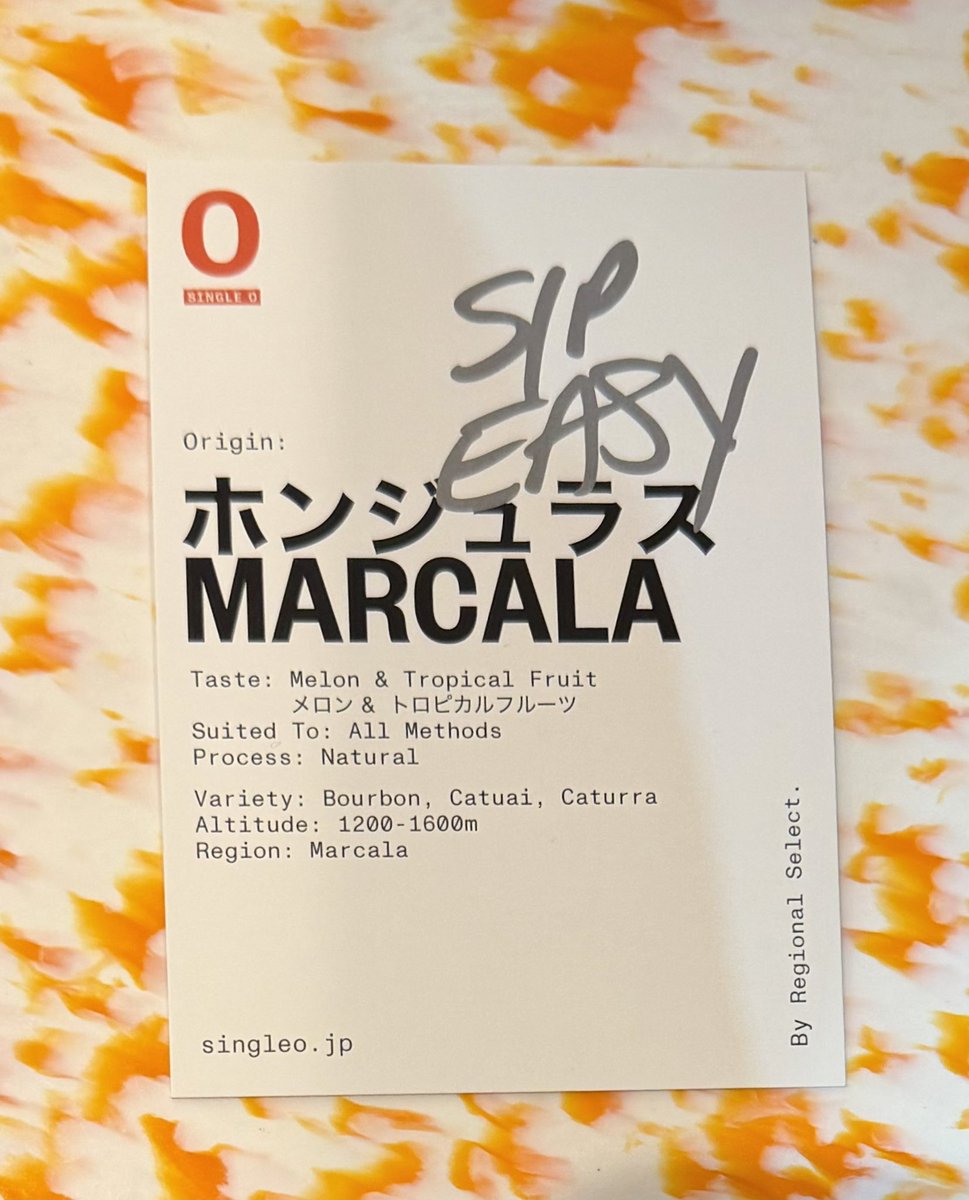 O
SINGLE O
SIP
EASY
Origin:
ホンジュラス
MARCALA
Taste: Melon & Tropical Fruit
メロン & トロピカルフルーツ
Suited To: All Methods
Process: Natural
Variety: Bourbon, Catuai, Caturra
Altitude: 1200-1600m
Region: Marcala
By Regional Select.
singleo.jp